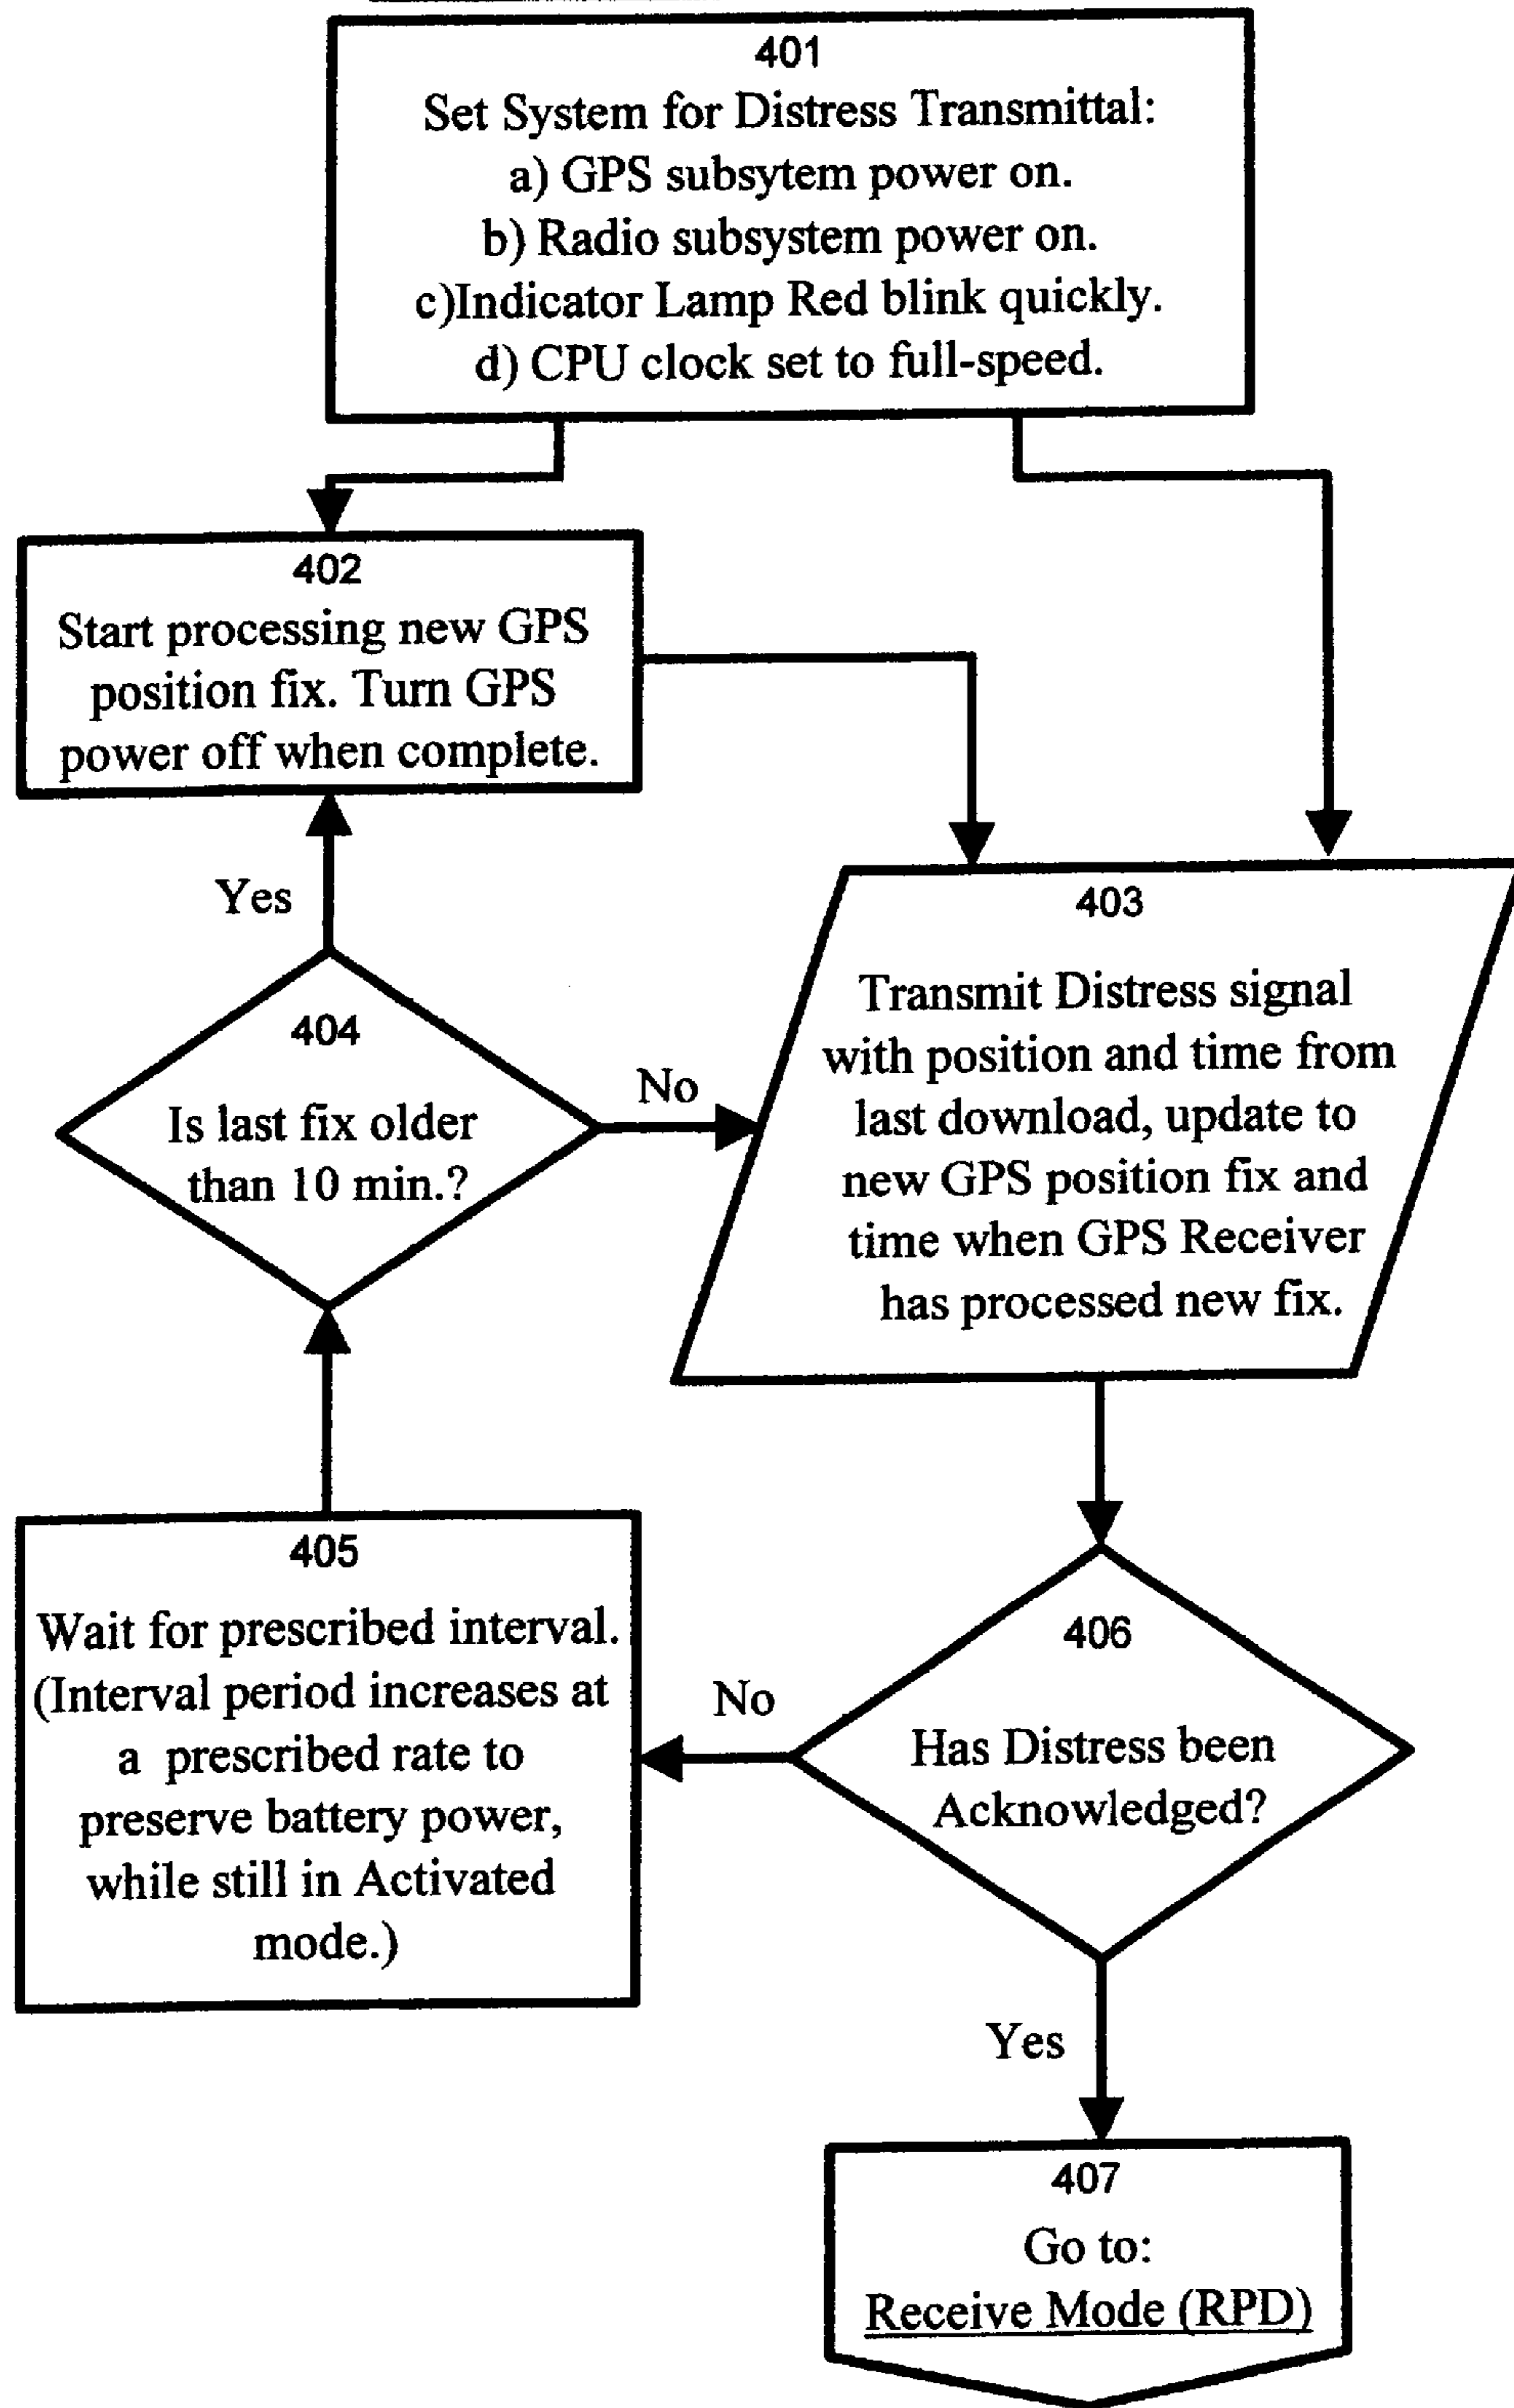 401
Set System for Distress Transmittal:
a) GPS subsytem power on.
b) Radio subsystem power on.
c)Indicator Lamp Red blink quickly.
d) CPU clock set to full-speed.
402
Start processing new GPS
position fix. Turn GPS
power off when complete.
Yes
403
Transmit Distress signal
with position and time from
last download, update to
new GPS position fix and
time when GPS Receiver
has processed new fix.
404
Is last fix older
than 10 min.?
No
405
Wait for prescribed interval.
(Interval period increases at
a prescribed rate to
preserve battery power,
while still in Activated
mode.)
No
406
Has Distress been
Acknowledged?
Yes
407
Go to:
Receive Mode (RPD)